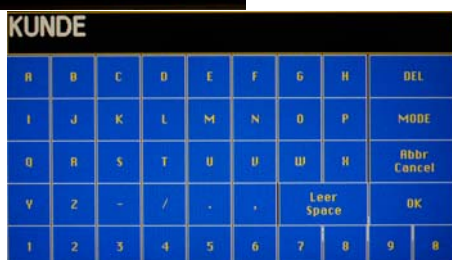 KUNDE
A B C D E F G H DEL
I J K L M N O P MODE
Q R S T U V W X Abbr Cancel
Y Z - / . , Leer Space OK
1 2 3 4 5 6 7 8 9 0